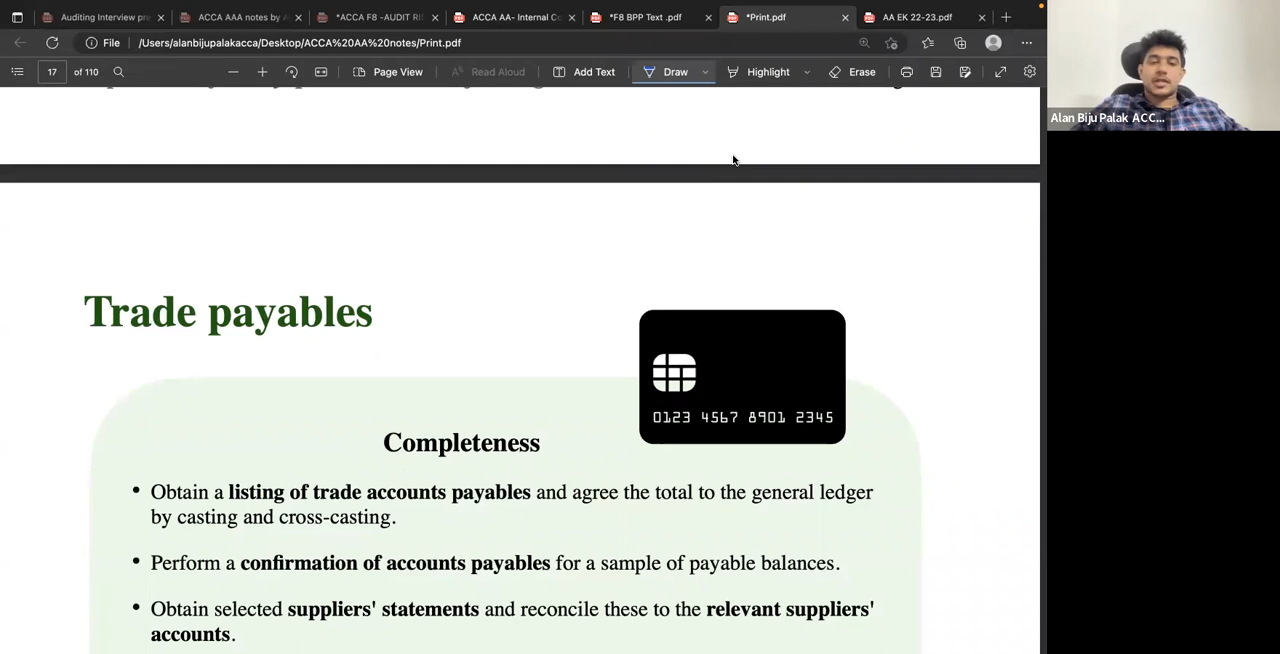 Auditing Interview pre
ACCA AAA notes by A
*ACCA F8 -AUDIT RI
ACCA AA- Internal Co
*F8 BPP Text .pdf
*Print.pdf
AA EK 22-23.pdf
File
/Users/alanbijupalakacca/Desktop/ACCA%20AA%20notes/Print.pdf
17 of 110
Page View
Read Aloud
Add Text
Draw
Highlight
Erase
Alan Biju Palak ACC...
Trade payables
0123 4567 8901 2345
Completeness
• Obtain a listing of trade accounts payables and agree the total to the general ledger
by casting and cross-casting.
• Perform a confirmation of accounts payables for a sample of payable balances.
• Obtain selected suppliers' statements and reconcile these to the relevant suppliers'
accounts.